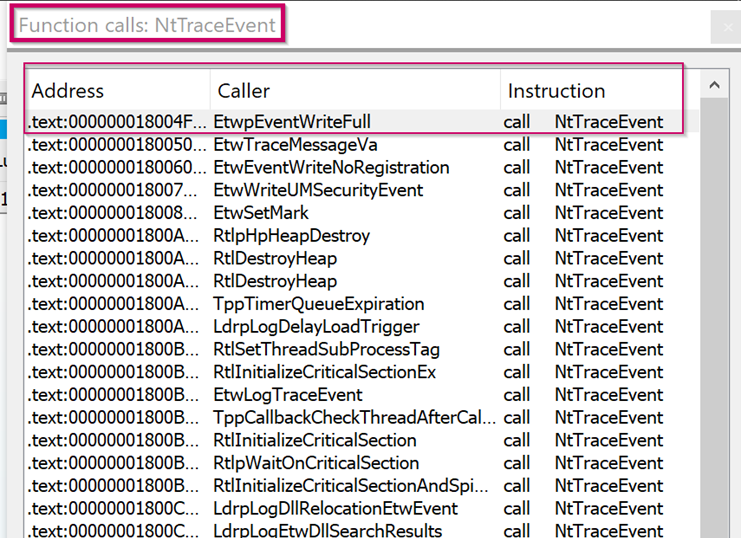 Function calls: NtTraceEvent
Address Caller Instruction
.text:000000018004F... EtwpEventWriteFull call NtTraceEvent
.text:000000018050... EtwTraceMessageVa call NtTraceEvent
.text:000000018060... EtwEventWriteNoRegistration call NtTraceEvent
.text:00000001807... EtwWriteUMSecurityEvent call NtTraceEvent
.text:00000001808... EtwSetMark call NtTraceEvent
.text:00000001800A... RtlpHpHeapDestroy call NtTraceEvent
.text:00000001800A... RtlDestroyHeap call NtTraceEvent
.text:00000001800A... RtlDestroyHeap call NtTraceEvent
.text:00000001800A... TppTimerQueueExpiration call NtTraceEvent
.text:00000001800A... LdrpLogDelayLoadTrigger call NtTraceEvent
.text:00000001800B... RtlSetThreadSubProcessTag call NtTraceEvent
.text:00000001800B... RtlInitializeCriticalSectionEx call NtTraceEvent
.text:00000001800B... EtwLogTraceEvent call NtTraceEvent
.text:00000001800B... TppCallbackCheckThreadAfterCal... call NtTraceEvent
.text:00000001800B... RtlInitializeCriticalSection call NtTraceEvent
.text:00000001800B... RtlpWaitOnCriticalSection call NtTraceEvent
.text:00000001800B... RtlInitializeCriticalSectionAndSpi... call NtTraceEvent
.text:00000001800C... LdrpLogDllRelocationEtwEvent call NtTraceEvent
.text:00000001800C... LdrpLogEtwDllSearchResults call NtTraceEvent